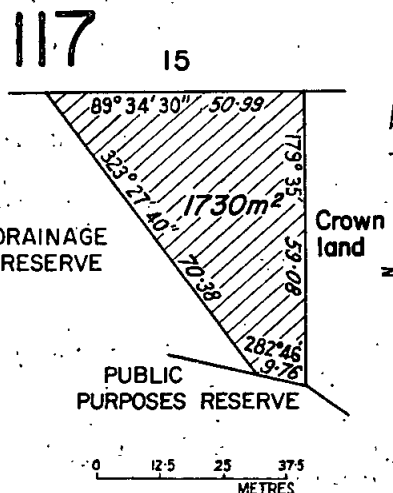 117
15
89° 34' 30" 50·99
179° 35'
59·08
323° 27' 40"
70·38
1730m²
Crown
land
DRAINAGE
RESERVE
282° 46'
9·76
PUBLIC
PURPOSES RESERVE
0 12·5 25 37·5
METRES